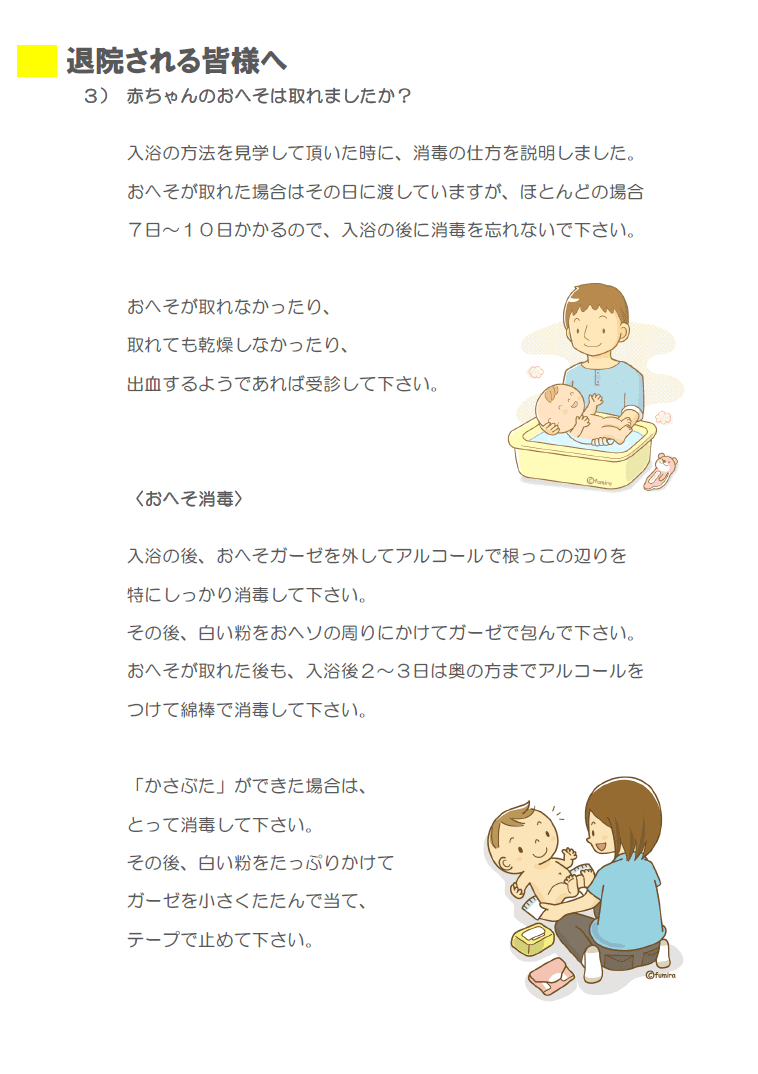 退院される皆様へ
３） 赤ちゃんのおへそは取れましたか？
入浴の方法を見学して頂いた時に、消毒の仕方を説明しました。
おへそが取れた場合はその日に渡していますが、ほとんどの場合
７日～１０日かかるので、入浴の後に消毒を忘れないで下さい。
おへそが取れなかったり、
取れても乾燥しなかったり、
出血するようであれば受診して下さい。
©fumira
〈おへそ消毒〉
入浴の後、おへそガーゼを外してアルコールで根っこの辺りを
特にしっかり消毒して下さい。
その後、白い粉をおヘソの周りにかけてガーゼで包んで下さい。
おへそが取れた後も、入浴後２～３日は奥の方までアルコールを
つけて綿棒で消毒して下さい。
「かさぶた」ができた場合は、
とって消毒して下さい。
その後、白い粉をたっぷりかけて
ガーゼを小さくたたんで当て、
テープで止めて下さい。
©fumira